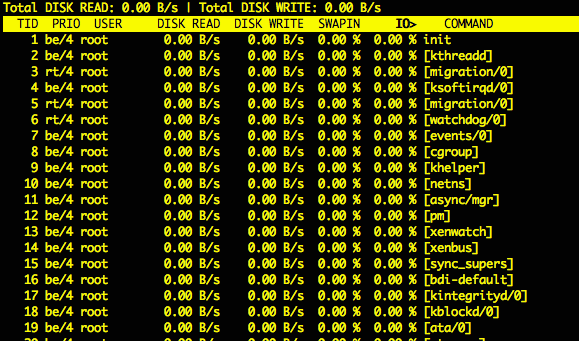 Total DISK READ: 0.00 B/s | Total DISK WRITE: 0.00 B/s
TID PRIO USER DISK READ DISK WRITE SWAPIN IO> COMMAND
1 be/4 root 0.00 B/s 0.00 B/s 0.00 % 0.00 % init
2 be/4 root 0.00 B/s 0.00 B/s 0.00 % 0.00 % [kthreadd]
3 rt/4 root 0.00 B/s 0.00 B/s 0.00 % 0.00 % [migration/0]
4 be/4 root 0.00 B/s 0.00 B/s 0.00 % 0.00 % [ksoftirqd/0]
5 rt/4 root 0.00 B/s 0.00 B/s 0.00 % 0.00 % [migration/0]
6 rt/4 root 0.00 B/s 0.00 B/s 0.00 % 0.00 % [watchdog/0]
7 be/4 root 0.00 B/s 0.00 B/s 0.00 % 0.00 % [events/0]
8 be/4 root 0.00 B/s 0.00 B/s 0.00 % 0.00 % [cgroup]
9 be/4 root 0.00 B/s 0.00 B/s 0.00 % 0.00 % [khelper]
10 be/4 root 0.00 B/s 0.00 B/s 0.00 % 0.00 % [netns]
11 be/4 root 0.00 B/s 0.00 B/s 0.00 % 0.00 % [async/mgr]
12 be/4 root 0.00 B/s 0.00 B/s 0.00 % 0.00 % [pm]
13 be/4 root 0.00 B/s 0.00 B/s 0.00 % 0.00 % [xenwatch]
14 be/4 root 0.00 B/s 0.00 B/s 0.00 % 0.00 % [xenbus]
15 be/4 root 0.00 B/s 0.00 B/s 0.00 % 0.00 % [sync_supers]
16 be/4 root 0.00 B/s 0.00 B/s 0.00 % 0.00 % [bdi-default]
17 be/4 root 0.00 B/s 0.00 B/s 0.00 % 0.00 % [kintegrityd/0]
18 be/4 root 0.00 B/s 0.00 B/s 0.00 % 0.00 % [kblockd/0]
19 be/4 root 0.00 B/s 0.00 B/s 0.00 % 0.00 % [ata/0]